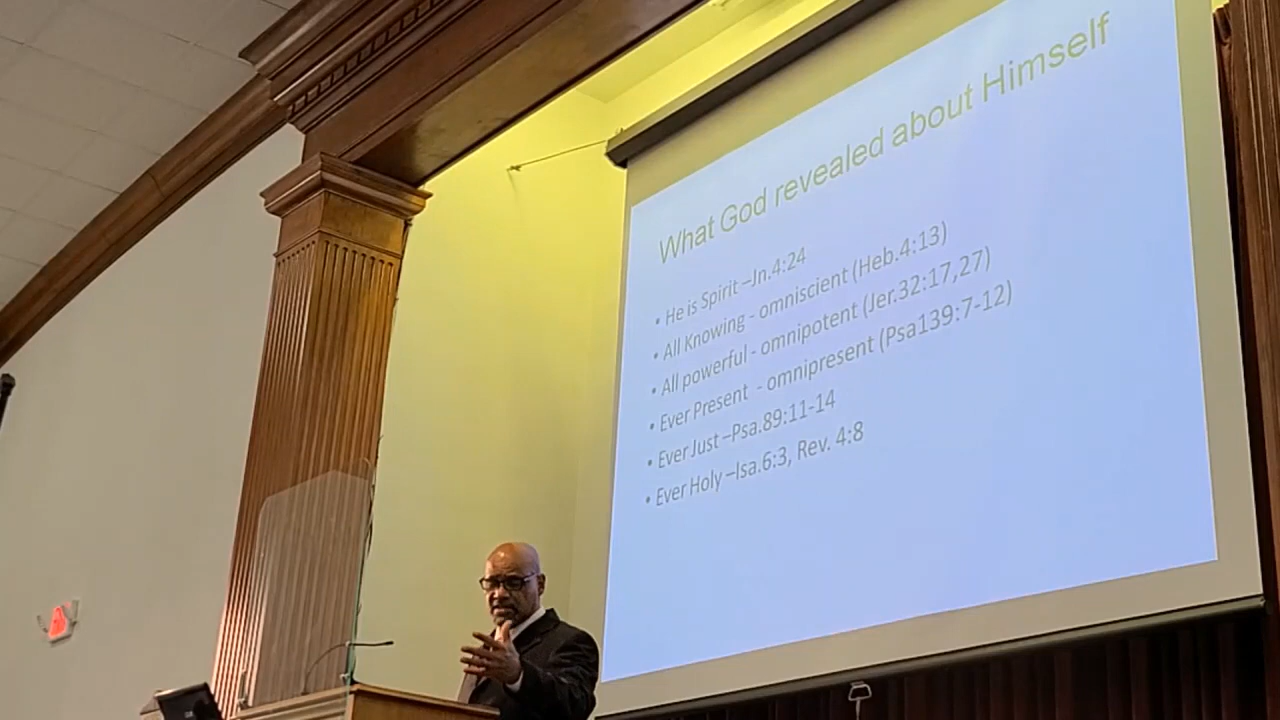 What God revealed about Himself
• He is Spirit –Jn.4:24
• All Knowing - omniscient (Heb.4:13)
• All powerful - omnipotent (Jer.32:17,27)
• Ever Present - omnipresent (Psa139:7-12)
• Ever Just –Psa.89:11-14
• Ever Holy –Isa.6:3, Rev. 4:8